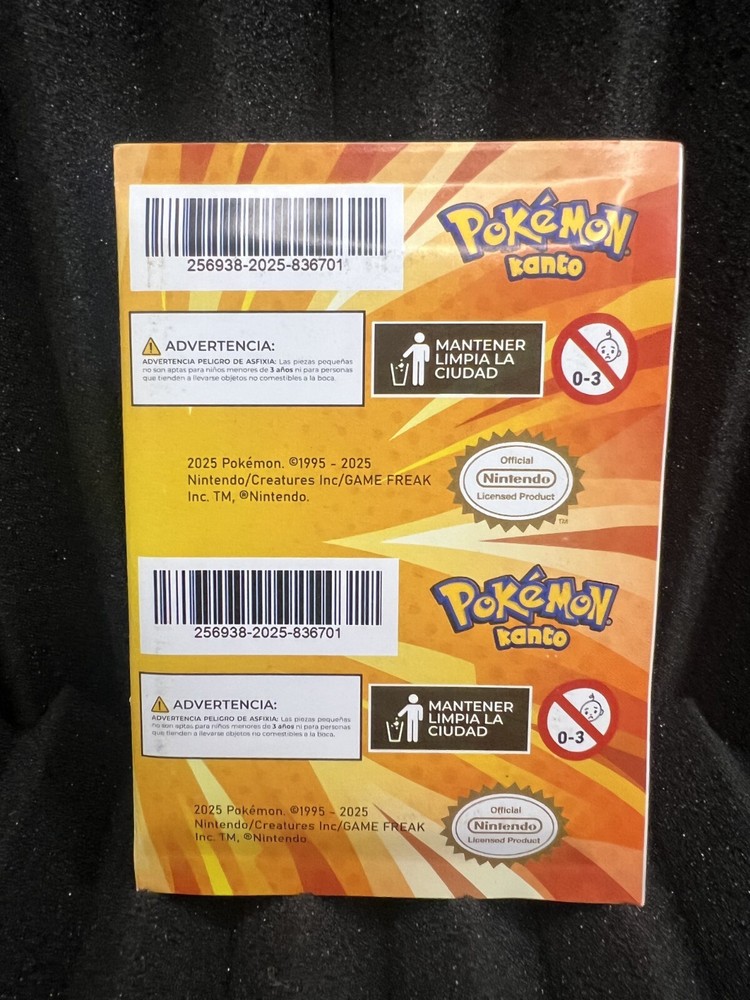 256938-2025-836701
POKéMON
kanto
ADVERTENCIA:
ADVERTENCIA PELIGRO DE ASFIXIA: Las piezas pequeñas
no son aptas para niños menores de 3 años ni para personas
que tienden a llevarse objetos no comestibles a la boca.
MANTENER
LIMPIA LA
CIUDAD
0-3
2025 Pokémon. ©1995 - 2025
Nintendo/Creatures Inc/GAME FREAK
Inc. TM, ®Nintendo.
Official
Nintendo
Licensed Product
TM
256938-2025-836701
POKéMON
kanto
ADVERTENCIA:
ADVERTENCIA PELIGRO DE ASFIXIA: Las piezas pequeñas
no son aptas para niños menores de 3 años ni para personas
que tienden a llevarse objetos no comestibles a la boca.
MANTENER
LIMPIA LA
CIUDAD
0-3
2025 Pokémon. ©1995 - 2025
Nintendo/Creatures Inc/GAME FREAK
Inc. TM, ®Nintendo
Official
Nintendo
Licensed Product